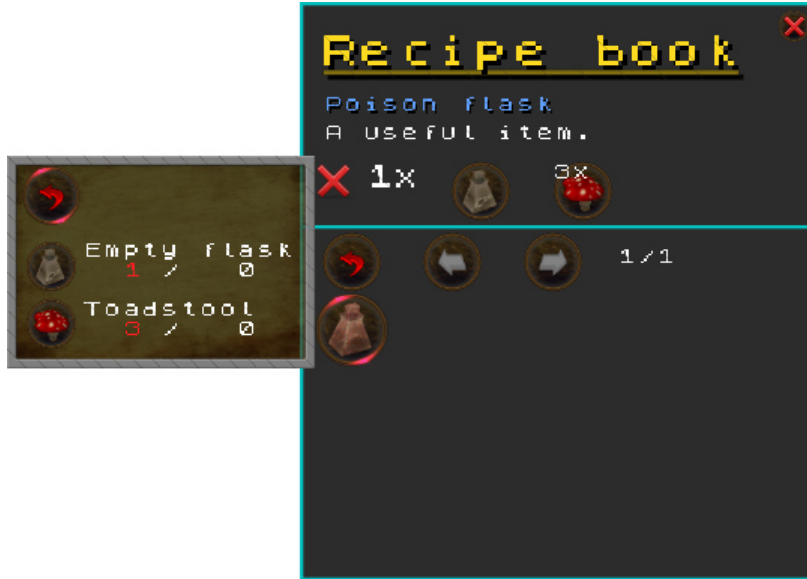 Recipe book
Poison flask
A useful item.
1x
3x
Empty flask
1 / 0
Toadstool
3 / 0
1/1